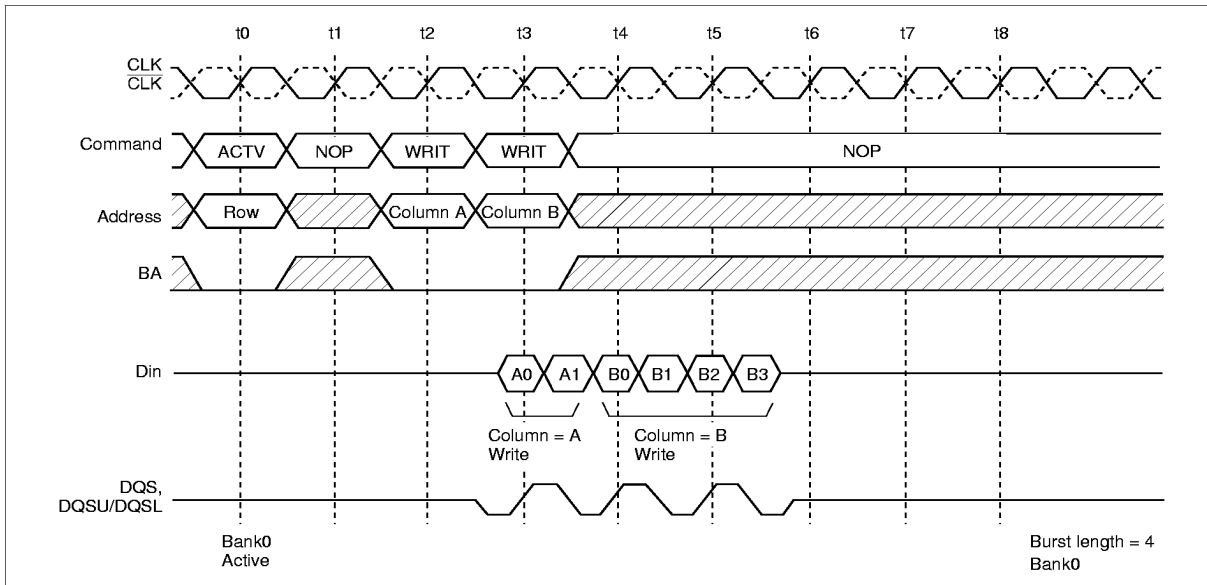 t0 t1 t2 t3 t4 t5 t6 t7 t8
CLK
CLK
Command ACTV NOP WRIT WRIT NOP
Address Row Column A Column B
BA
Din A0 A1 B0 B1 B2 B3
Column = A Column = B
Write Write
DQS,
DQSU/DQSL
Bank0 Burst length = 4
Active Bank0